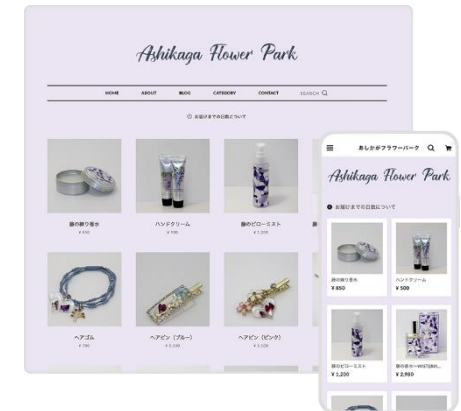 Ashikaga Flower Park
HOME ABOUT BLOG CATEGORY CONTACT SEARCH
お届けまでの日数について
藤の練り香水 ハンドクリーム 藤のピローミスト
¥ 850 ¥ 500 ¥ 1,200
ヘアゴム ヘアピン（ブルー） ヘアピン（ピンク）
あしかがフラワーパーク
Ashikaga Flower Park
お届けまでの日数について
藤の練り香水 ハンドクリーム
¥ 850 ¥ 500
藤のピローミスト
¥ 1,200 ¥ 2,980